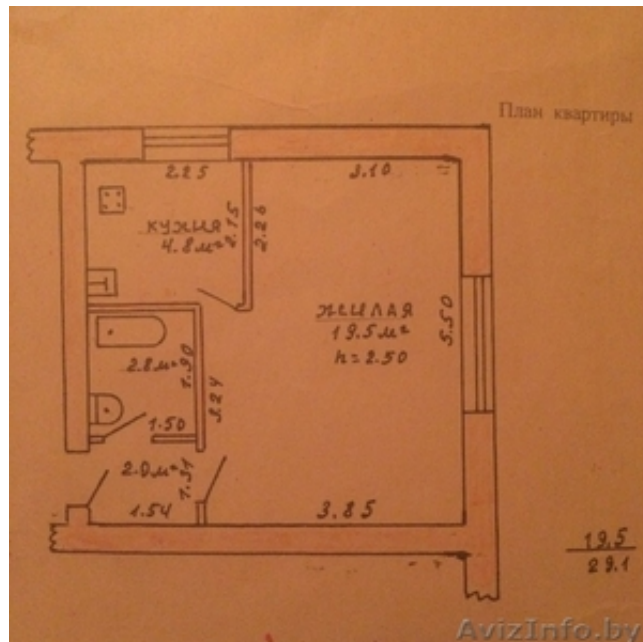 План квартиры
2.25
3.10
КУХНЯ
4.8м²
2.15
2.26
ЖИЛАЯ
19.5м²
h=2.50
5.50
2.8м²
1.90
3.24
1.50
2.0м²
1.31
1.54
3.85
19.5
29.1
AvizInfo.by